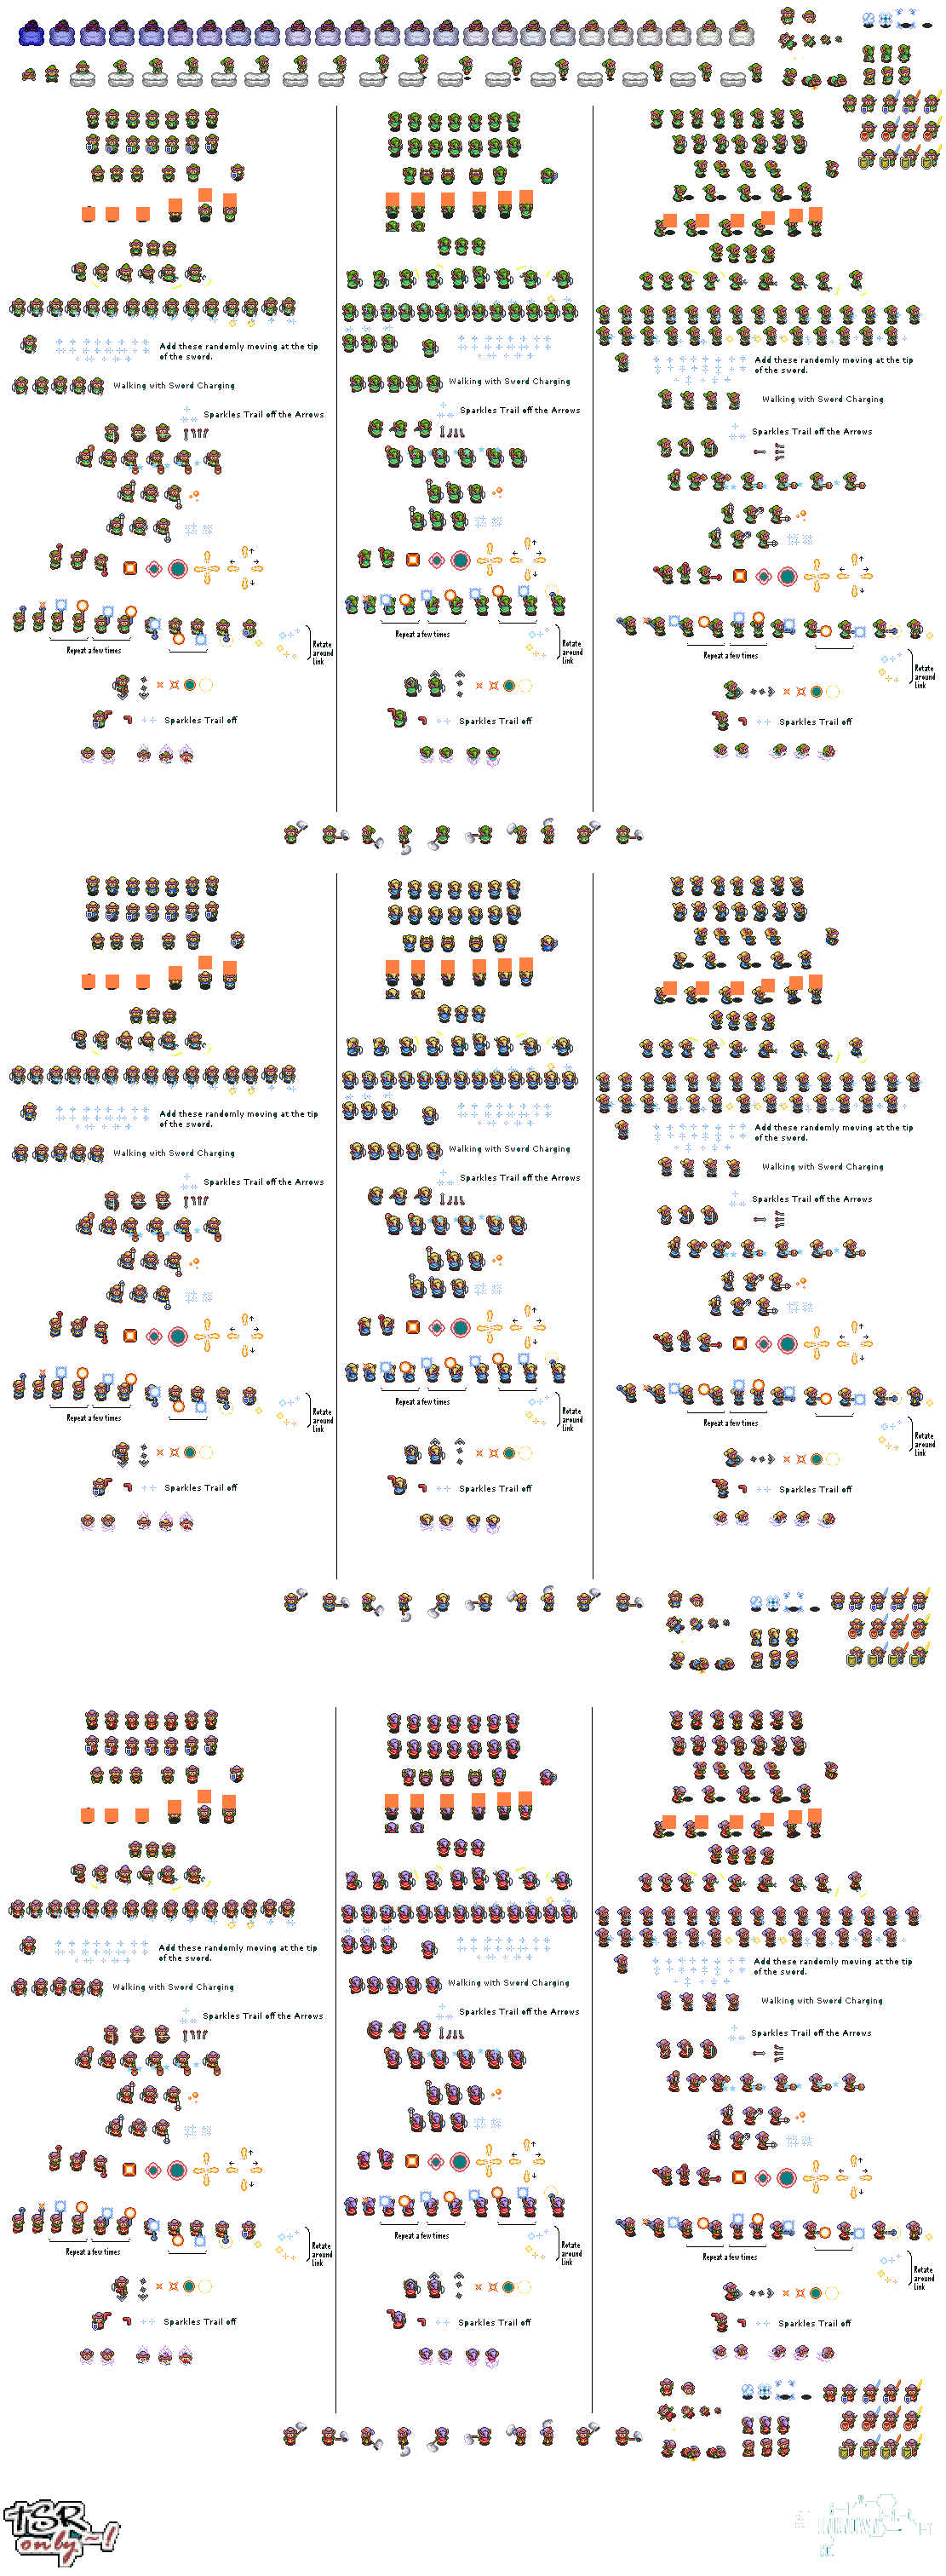 Add these randomly moving at the tip
of the sword.
Walking with Sword Charging
Sparkles Trail off the Arrows
Repeat a few times
Rotate
around
Link
Sparkles Trail off
Walking with Sword Charging
Sparkles Trail off the Arrows
Repeat a few times
Rotate
around
Link
Sparkles Trail off
Add these randomly moving at the tip
of the sword.
Walking with Sword Charging
Sparkles Trail off the Arrows
Repeat a few times
Rotate
around
Link
Sparkles Trail off
Add these randomly moving at the tip
of the sword.
Walking with Sword Charging
Sparkles Trail off the Arrows
Repeat a few times
Rotate
around
Link
Sparkles Trail off
Walking with Sword Charging
Sparkles Trail off the Arrows
Repeat a few times
Rotate
around
Link
Sparkles Trail off
Add these randomly moving at the tip
of the sword.
Walking with Sword Charging
Sparkles Trail off the Arrows
Repeat a few times
Rotate
around
Link
Sparkles Trail off
Add these randomly moving at the tip
of the sword.
Walking with Sword Charging
Sparkles Trail off the Arrows
Repeat a few times
Rotate
around
Link
Sparkles Trail off
Walking with Sword Charging
Sparkles Trail off the Arrows
Repeat a few times
Rotate
around
Link
Sparkles Trail off
Add these randomly moving at the tip
of the sword.
Walking with Sword Charging
Sparkles Trail off the Arrows
Repeat a few times
Rotate
around
Link
Sparkles Trail off
TSR
only~!